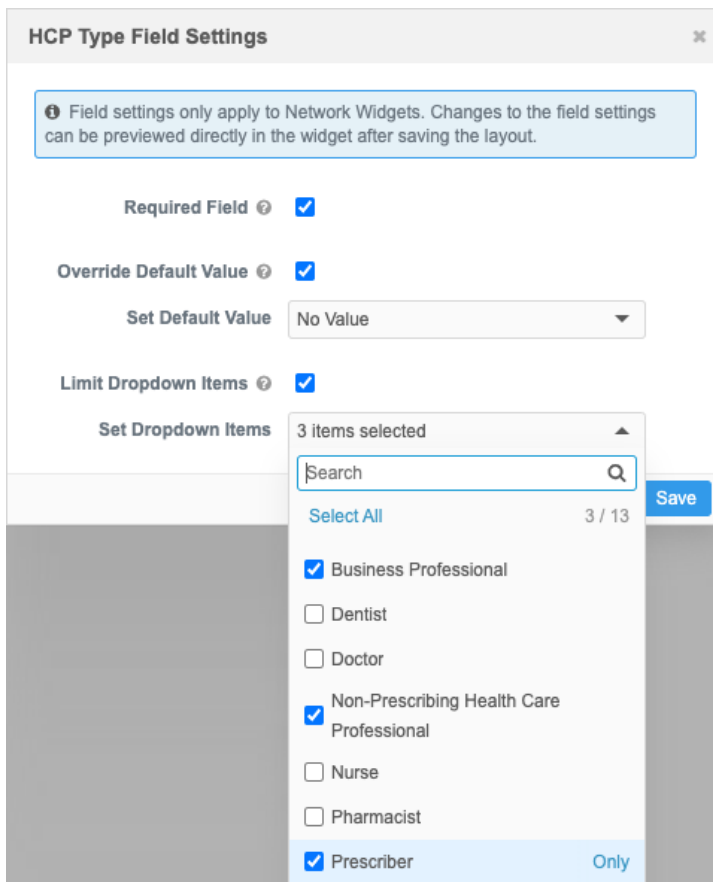 HCP Type Field Settings
Field settings only apply to Network Widgets. Changes to the field settings
can be previewed directly in the widget after saving the layout.
Required Field
Override Default Value
Set Default Value No Value
Limit Dropdown Items
Set Dropdown Items 3 items selected
Search
Save
Select All 3 / 13
Business Professional
Dentist
Doctor
Non-Prescribing Health Care
Professional
Nurse
Pharmacist
Prescriber Only